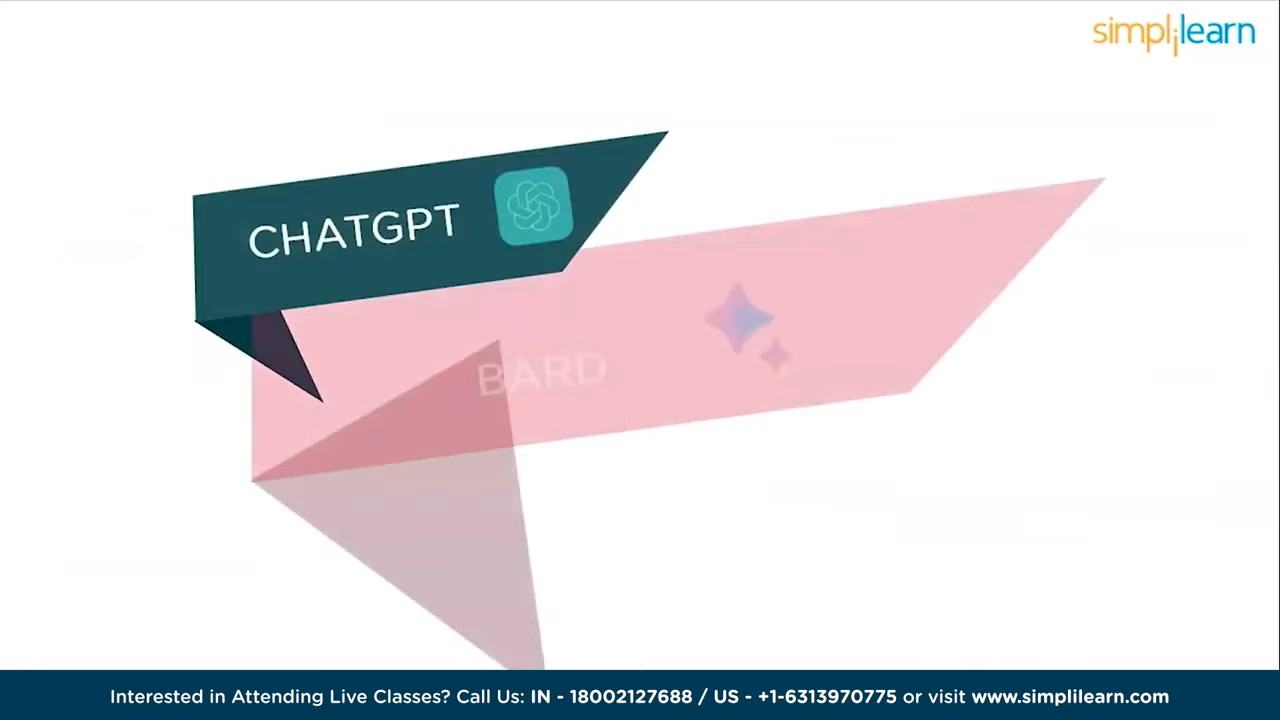 simplilearn
CHATGPT
BARD
Interested in Attending Live Classes? Call Us: IN - 18002127688 / US - +1-6313970775 or visit www.simplilearn.com